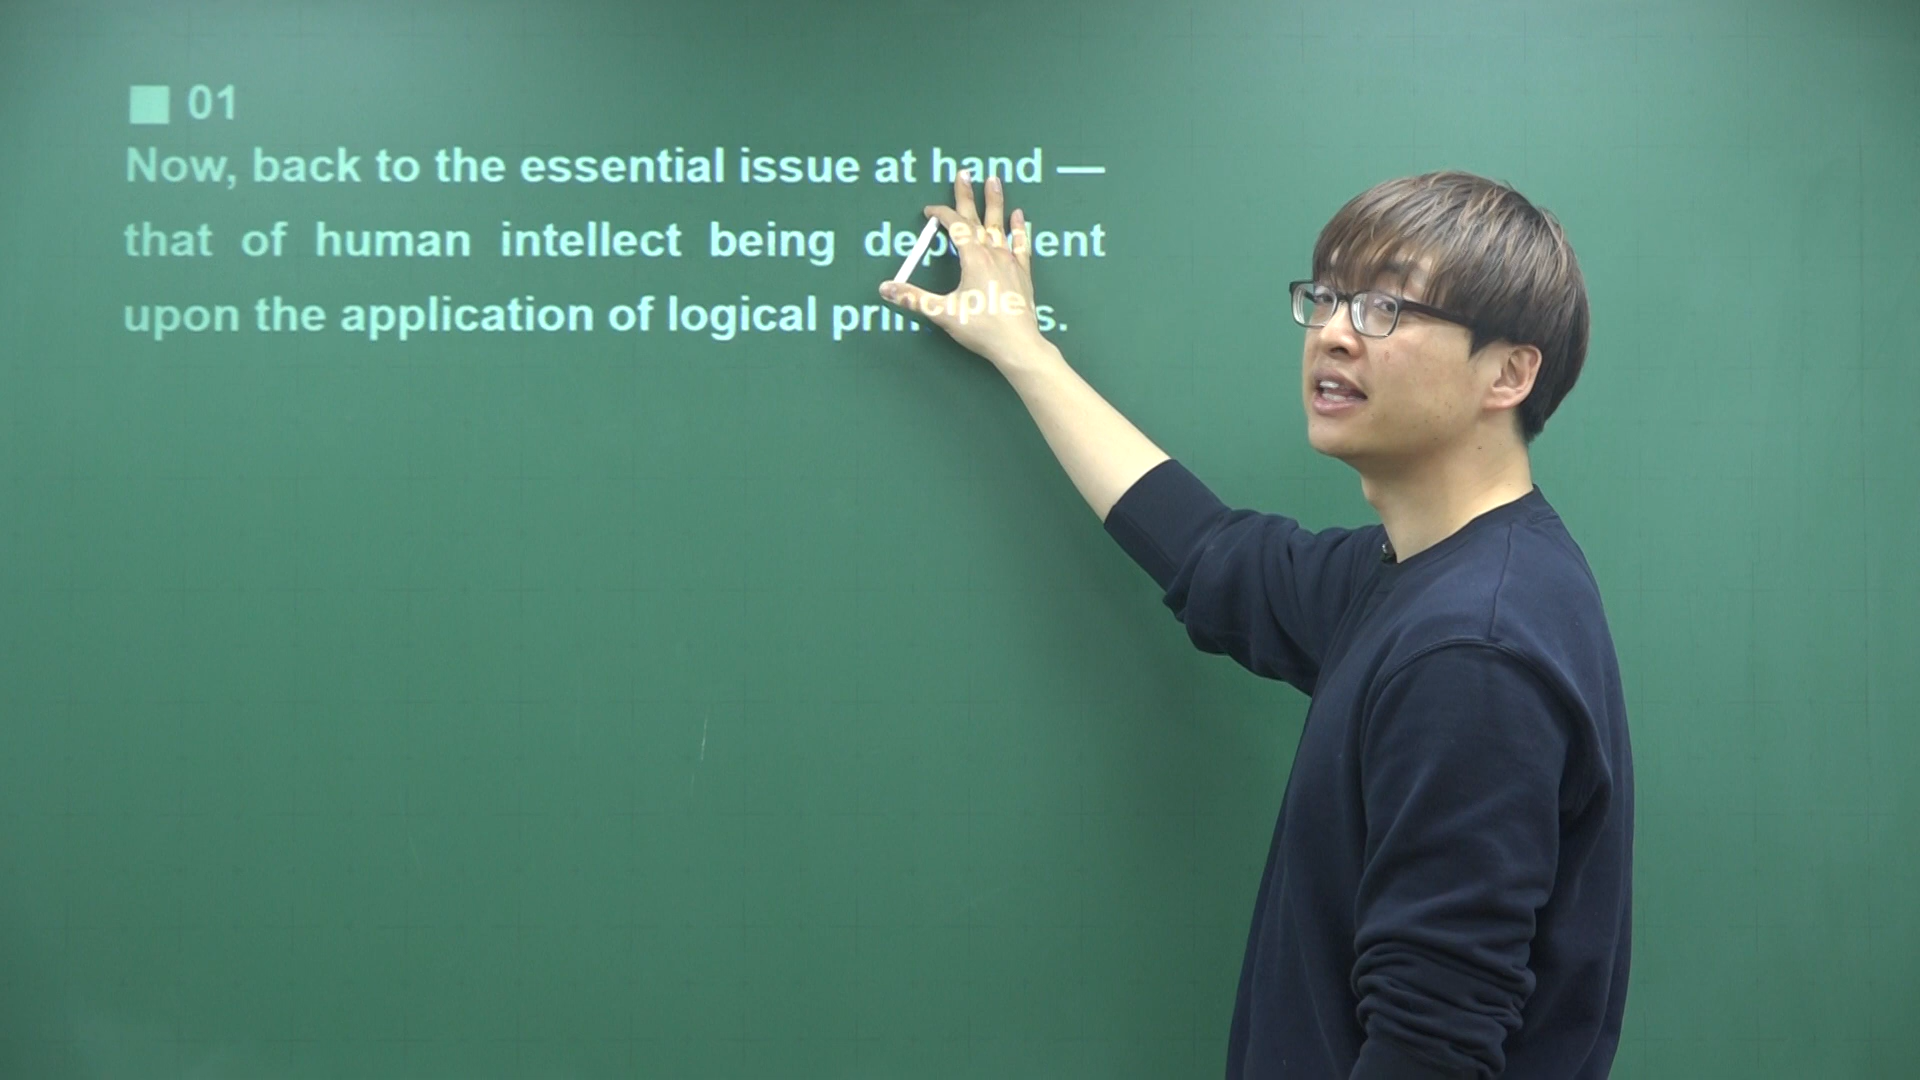 ■ 01
Now, back to the essential issue at hand —
that of human intellect being dependent
upon the application of logical principles.